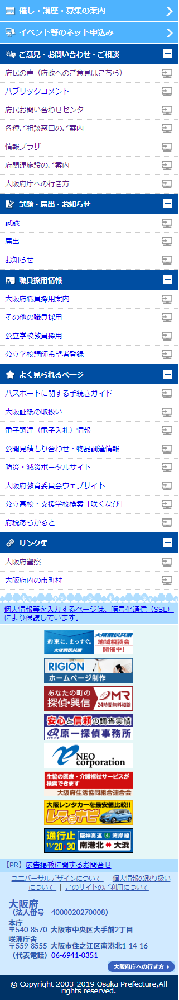 催し・講座・募集の案内
イベント等のネット申込み
ご意見・お問い合わせ・ご相談
府民の声（府政へのご意見はこちら）
パブリックコメント
府民お問い合わせセンター
各種ご相談窓口のご案内
情報プラザ
府関連施設のご案内
大阪府庁への行き方
試験・届出・お知らせ
試験
届出
お知らせ
職員採用情報
大阪府職員採用案内
その他の職員採用
公立学校教員採用
公立学校講師希望者登録
よく見られるページ
パスポートに関する手続きガイド
大阪証紙の取扱い
電子調達（電子入札）情報
公開見積もり合わせ・物品調達情報
防災・減災ポータルサイト
大阪府教育委員会ウェブサイト
公立高校・支援学校検索「咲くなび」
府税あらかると
リンク集
大阪府警察
大阪府内の市町村
個人情報等を入力するページは、暗号化通信（SSL）
により保護しています。
約束に、まっすぐ。 大阪府民共済
大阪府民共済 地域相談会
開催中！
RIGION
ホームページ制作
あなたの町の
探偵・興信 MR
24時間無料相談
安心と信頼の調査実績
ハライチ 原一探偵事務所
NEO
corporation
生協の医療・介護福祉サービスが
検索できます
大阪府生活協同組合連合会
大阪レンタカーを最安値比較!!
レン@ナビ
通行止 阪神高速 4 湾岸線
11/20▶30 南港北⇔大浜
【PR】広告掲載に関するお問合せ
ユニバーサルデザインについて ｜ 個人情報の取り扱い
について ｜ このサイトのご利用について
大阪府
（法人番号 4000020270008）
本庁
〒540-8570 大阪市中央区大手前2丁目
咲洲庁舎
〒559-8555 大阪市住之江区南港北1-14-16
（代表電話）06-6941-0351
大阪府庁への行き方
© Copyright 2003-2019 Osaka Prefecture,All
rights reserved.